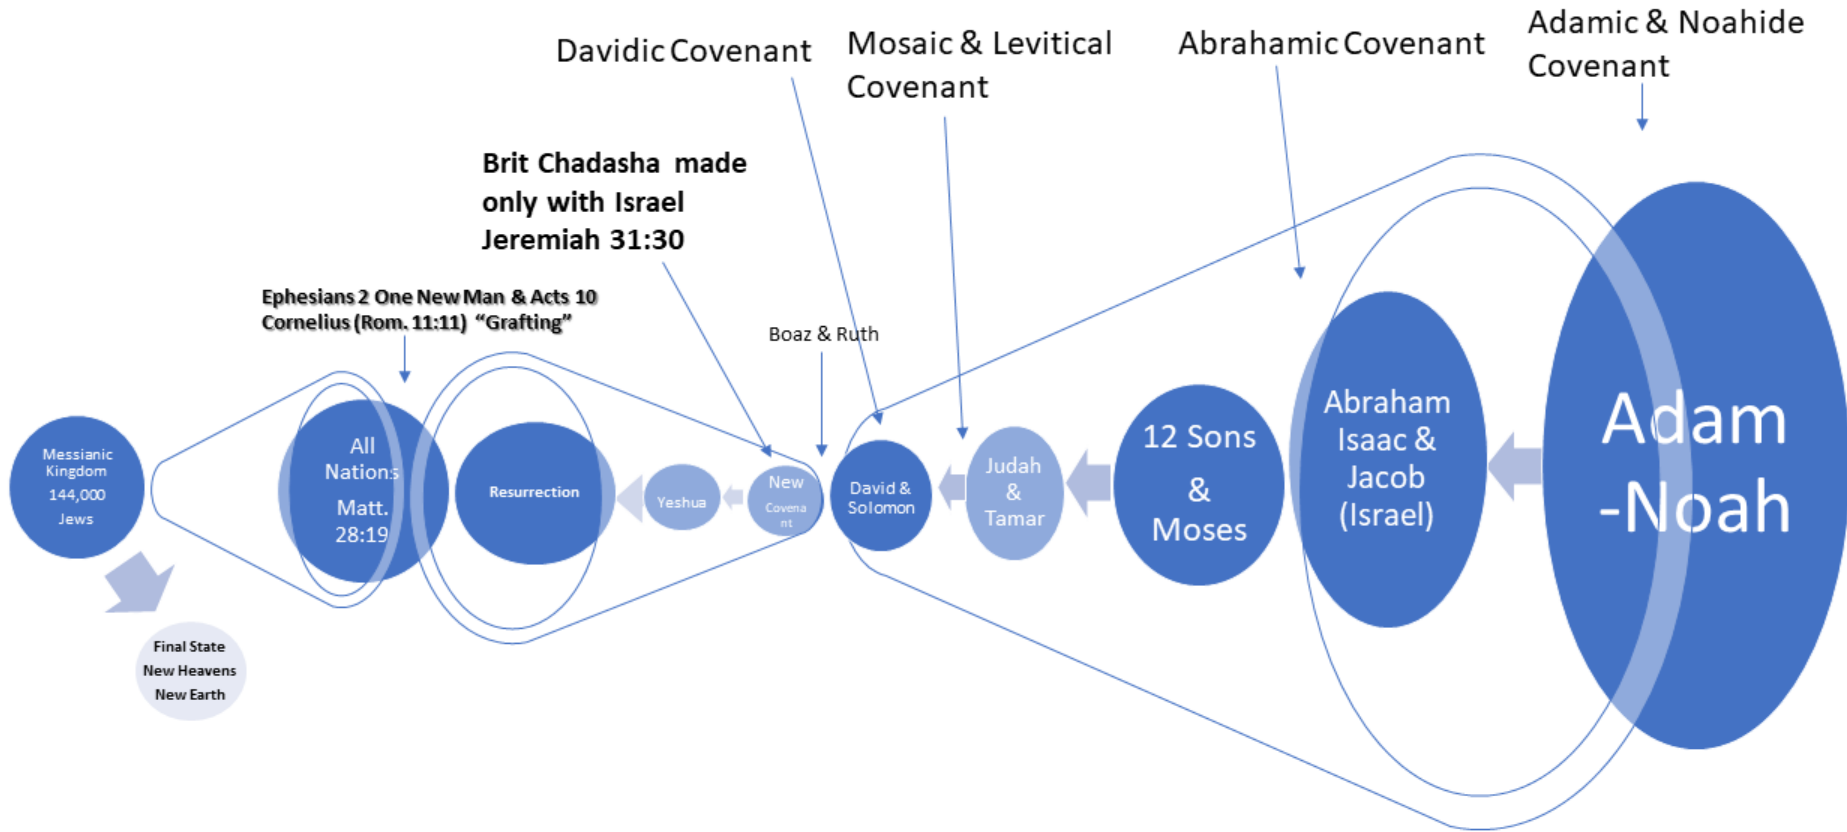 Davidic Covenant
Mosaic & Levitical
Covenant
Abrahamic Covenant
Adamic & Noahide
Covenant
Brit Chadasha made
only with Israel
Jeremiah 31:30
Ephesians 2 One New Man & Acts 10
Cornelius (Rom. 11:11) “Grafting”
Boaz & Ruth
Messianic
Kingdom
144,000
Jews
All
Nations
Matt.
28:19
Resurrection
Yeshua
New
Covena
nt
David &
Solomon
Judah
&
Tamar
12 Sons
&
Moses
Abraham
Isaac &
Jacob
(Israel)
Adam
-Noah
Final State
New Heavens
New Earth